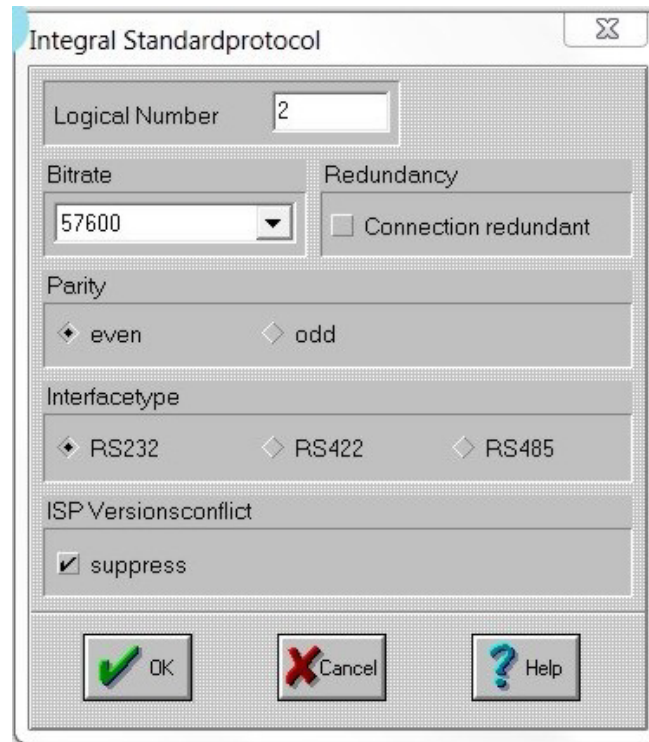 Integral Standardprotocol
Logical Number 2
Bitrate Redundancy
57600 Connection redundant
Parity
even odd
Interfacetype
RS232 RS422 RS485
ISP Versionsconflict
suppress
OK Cancel Help